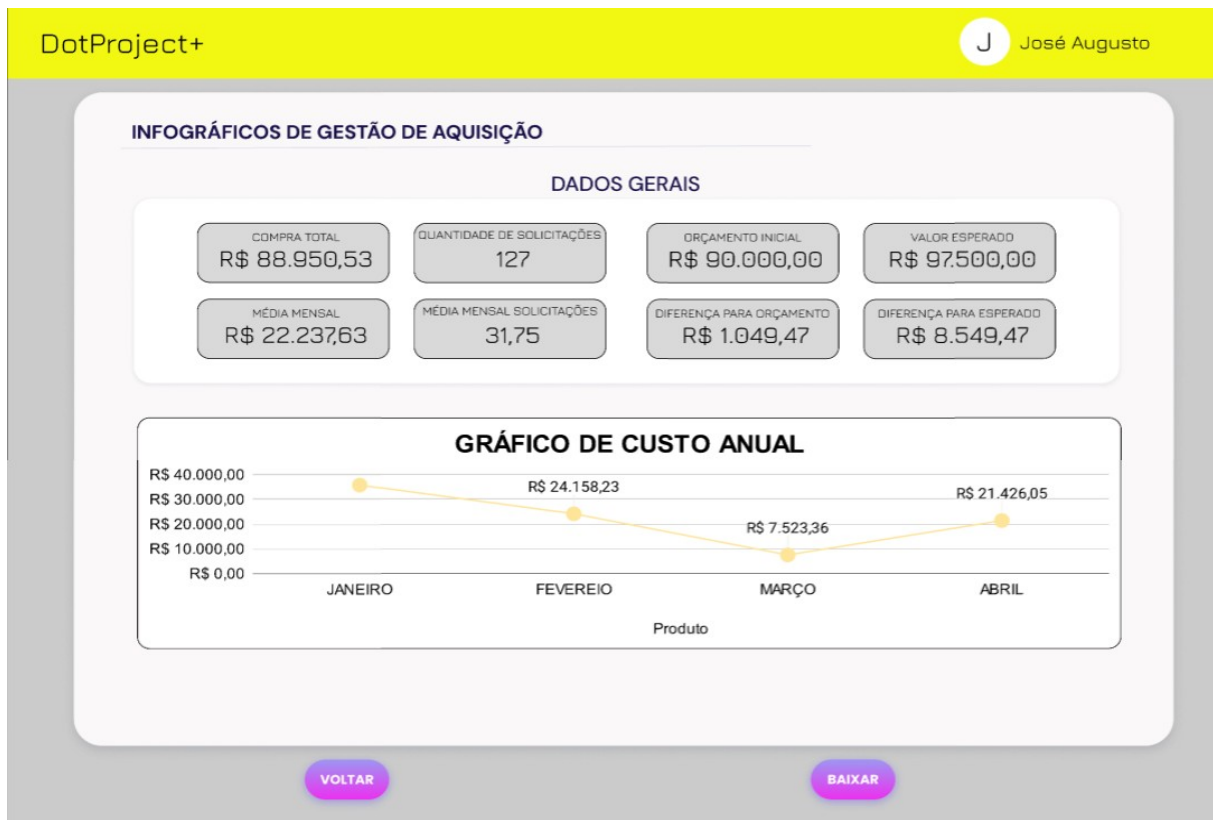 DotProject+
J José Augusto
INFOGRÁFICOS DE GESTÃO DE AQUISIÇÃO
DADOS GERAIS
COMPRA TOTAL
R$ 88.950,53
QUANTIDADE DE SOLICITAÇÕES
127
ORÇAMENTO INICIAL
R$ 90.000,00
VALOR ESPERADO
R$ 97.500,00
MÉDIA MENSAL
R$ 22.237,63
MÉDIA MENSAL SOLICITAÇÕES
31,75
DIFERENÇA PARA ORÇAMENTO
R$ 1.049,47
DIFERENÇA PARA ESPERADO
R$ 8.549,47
GRÁFICO DE CUSTO ANUAL
R$ 40.000,00
R$ 30.000,00
R$ 20.000,00
R$ 10.000,00
R$ 0,00
R$ 24.158,23
R$ 7.523,36
R$ 21.426,05
JANEIRO FEVEREIO MARÇO ABRIL
Produto
VOLTAR
BAIXAR